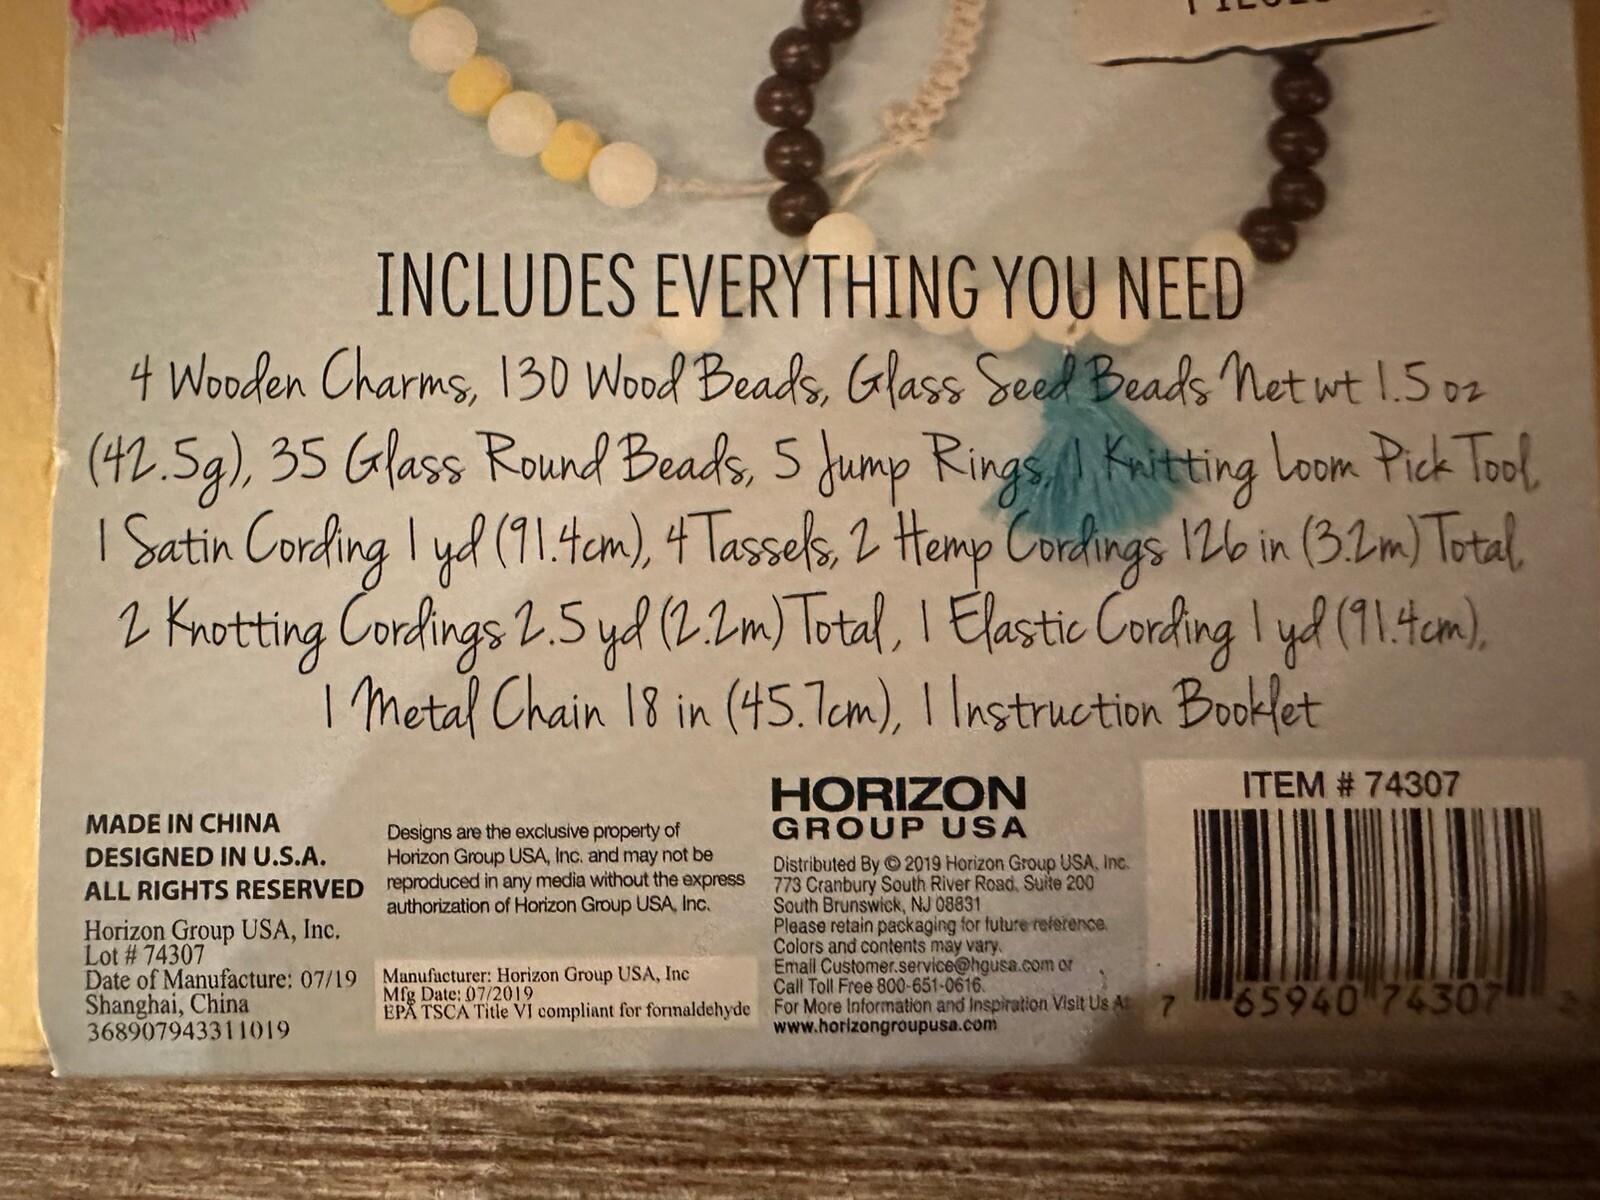 INCLUDES EVERYTHING YOU NEED
4 Wooden Charms, 130 Wood Beads, Glass Seed Beads Net wt 1.5 oz
(42.5g), 35 Glass Round Beads, 5 Jump Rings, 1 Knitting Loom Pick Tool,
1 Satin Cording 1 yd (91.4cm), 4 Tassels, 2 Hemp Cordings 126 in (3.2m) Total,
2 Knotting Cordings 2.5 yd (2.2m) Total, 1 Elastic Cording 1 yd (91.4cm),
1 Metal Chain 18 in (45.7cm), 1 Instruction Booklet
MADE IN CHINA
DESIGNED IN U.S.A.
ALL RIGHTS RESERVED
Horizon Group USA, Inc.
Lot # 74307
Date of Manufacture: 07/19
Shanghai, China
368907943311019
Designs are the exclusive property of
Horizon Group USA, Inc. and may not be
reproduced in any media without the express
authorization of Horizon Group USA, Inc.
Manufacturer: Horizon Group USA, Inc
Mfg Date: 07/2019
EPA TSCA Title VI compliant for formaldehyde
HORIZON
GROUP USA
Distributed By © 2019 Horizon Group USA, Inc.
773 Cranbury South River Road, Suite 200
South Brunswick, NJ 08831
Please retain packaging for future reference.
Colors and contents may vary.
Email Customer.service@hgusa.com or
Call Toll Free 800-651-0616.
For More Information and Inspiration Visit Us At
www.horizongroupusa.com
ITEM # 74307
7 65940 74307